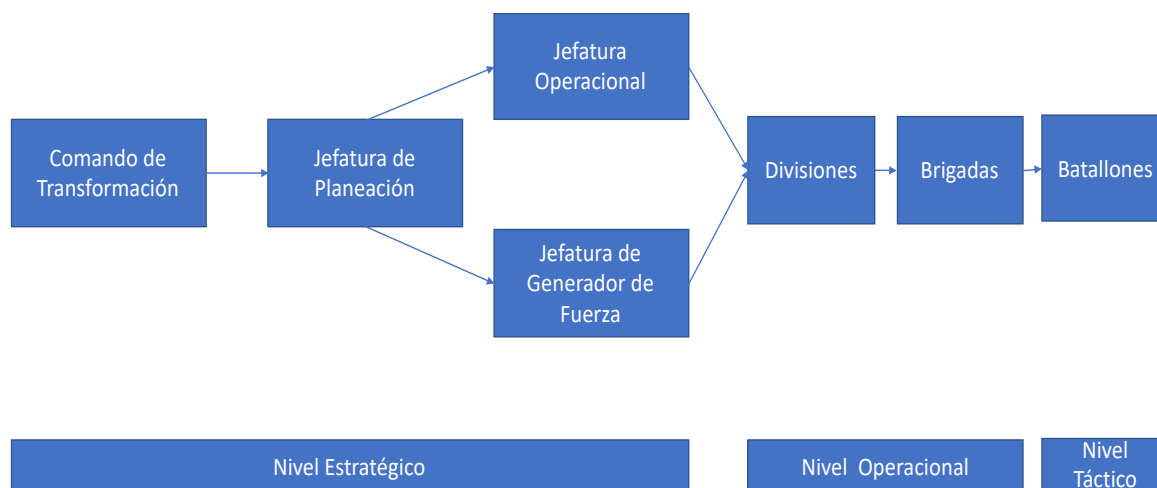 Comando de
Transformación
Jefatura de
Planeación
Jefatura
Operacional
Jefatura de
Generador de
Fuerza
Divisiones
Brigadas
Batallones
Nivel Estratégico
Nivel  Operacional
Nivel
Táctico